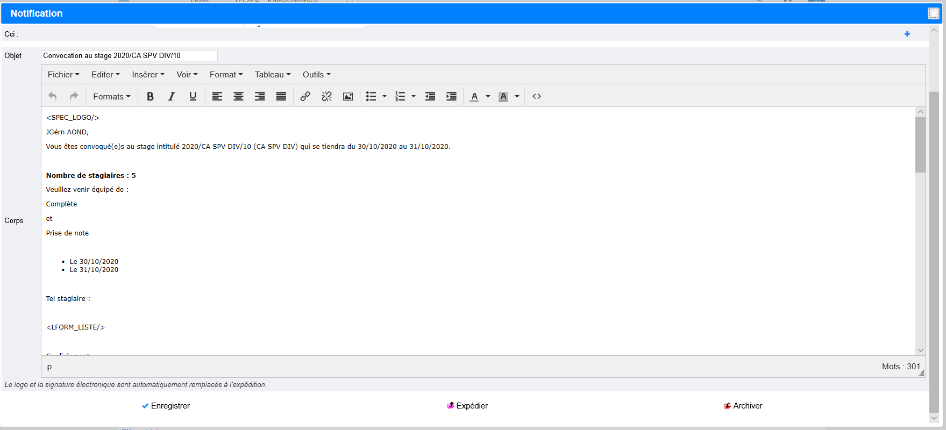 Notification
Cci :
Objet
Convocation au stage 2020/CA SPV DIV/10
Fichier Editer Insérer Voir Format Tableau Outils
Formats B I U A A <>
<SPEC_LOGO/>
JGérn AOND,
Vous êtes convoqué(e)s au stage intitulé 2020/CA SPV DIV/10 (CA SPV DIV) qui se tiendra du 30/10/2020 au 31/10/2020.
Nombre de stagiaires : 5
Veuillez venir équipé de :
Complète
et
Corps
Prise de note
• Le 30/10/2020
• Le 31/10/2020
Tel stagiaire :
<LFORM_LISTE/>
p
Mots : 301
Le logo et la signature électronique sont automatiquement remplacés à l'expédition.
Enregistrer Expédier Archiver